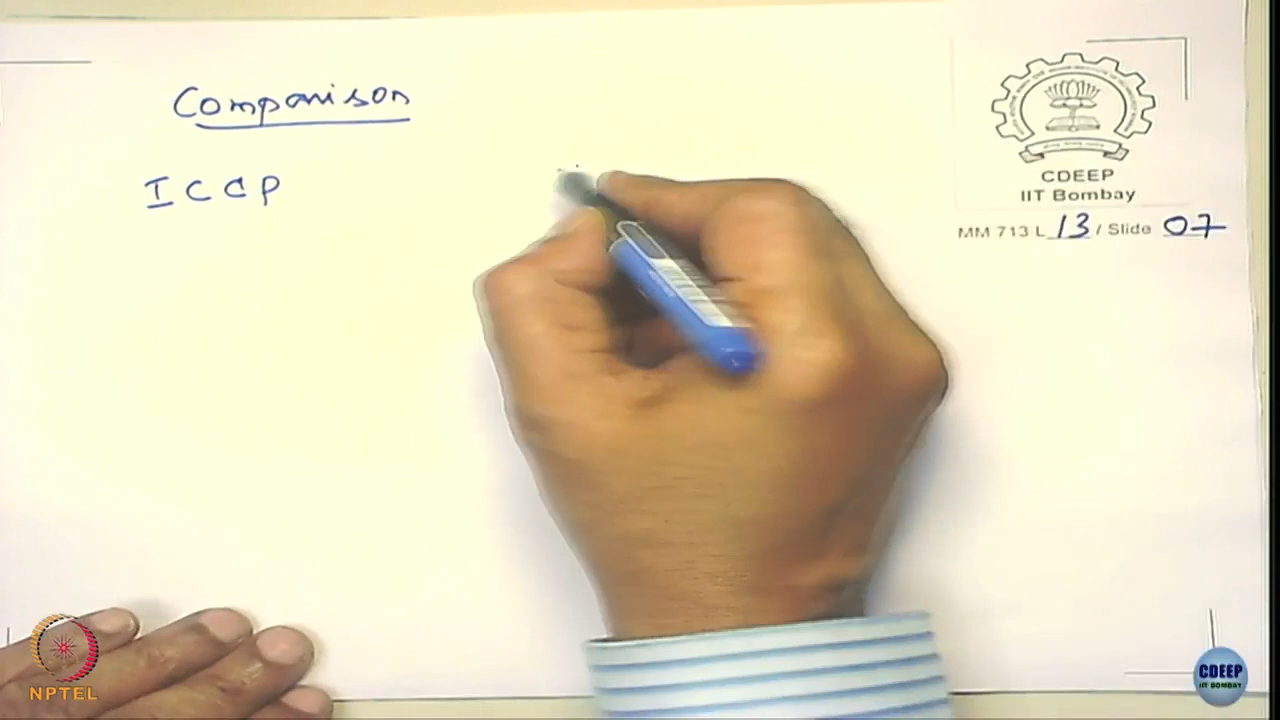 Comparison
ICCP
CDEEP
IIT Bombay
MM 713 L 13 / Slide 07
NPTEL
CDEEP
IIT BOMBAY